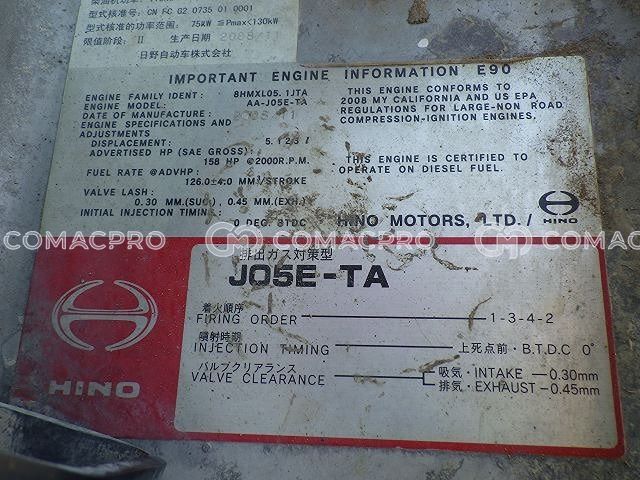 型式核准号: CN FC G2 0735 01 0001
型式核准的功率范围: 75kW ≦Pmax<130kW
限值阶段: II 生产日期
日野自动车株式会社
IMPORTANT ENGINE INFORMATION E90
ENGINE FAMILY IDENT: 8HMXL05.1JTA
ENGINE MODEL: AA-J05E-TA
DATE OF MANUFACTURE:
ENGINE SPECIFICATIONS AND
ADJUSTMENTS
DISPLACEMENT: 5.123ℓ
ADVERTISED HP (SAE GROSS):
158 HP @2000R.P.M.
FUEL RATE @ADVHP:
126.0±4.0 MM³/STROKE
VALVE LASH:
0.30 MM.(SUC), 0.45 MM.(EXH.)
INITIAL INJECTION TIMING:
0 DEG. BTDC
THIS ENGINE CONFORMS TO
2008 MY CALIFORNIA AND US EPA
REGULATIONS FOR LARGE-NON ROAD
COMPRESSION-IGNITION ENGINES.
THIS ENGINE IS CERTIFIED TO
OPERATE ON DIESEL FUEL.
HINO MOTORS, LTD./
HINO
COMACPRO COMACPRO COMACPRO
排出ガス対策型
J05E-TA
着火順序
FIRING ORDER 1-3-4-2
噴射時期
INJECTION TIMING 上死点前・B.T.D.C 0°
バルブクリアランス
VALVE CLEARANCE
吸気・INTAKE -0.30mm
排気・EXHAUST -0.45mm
HINO